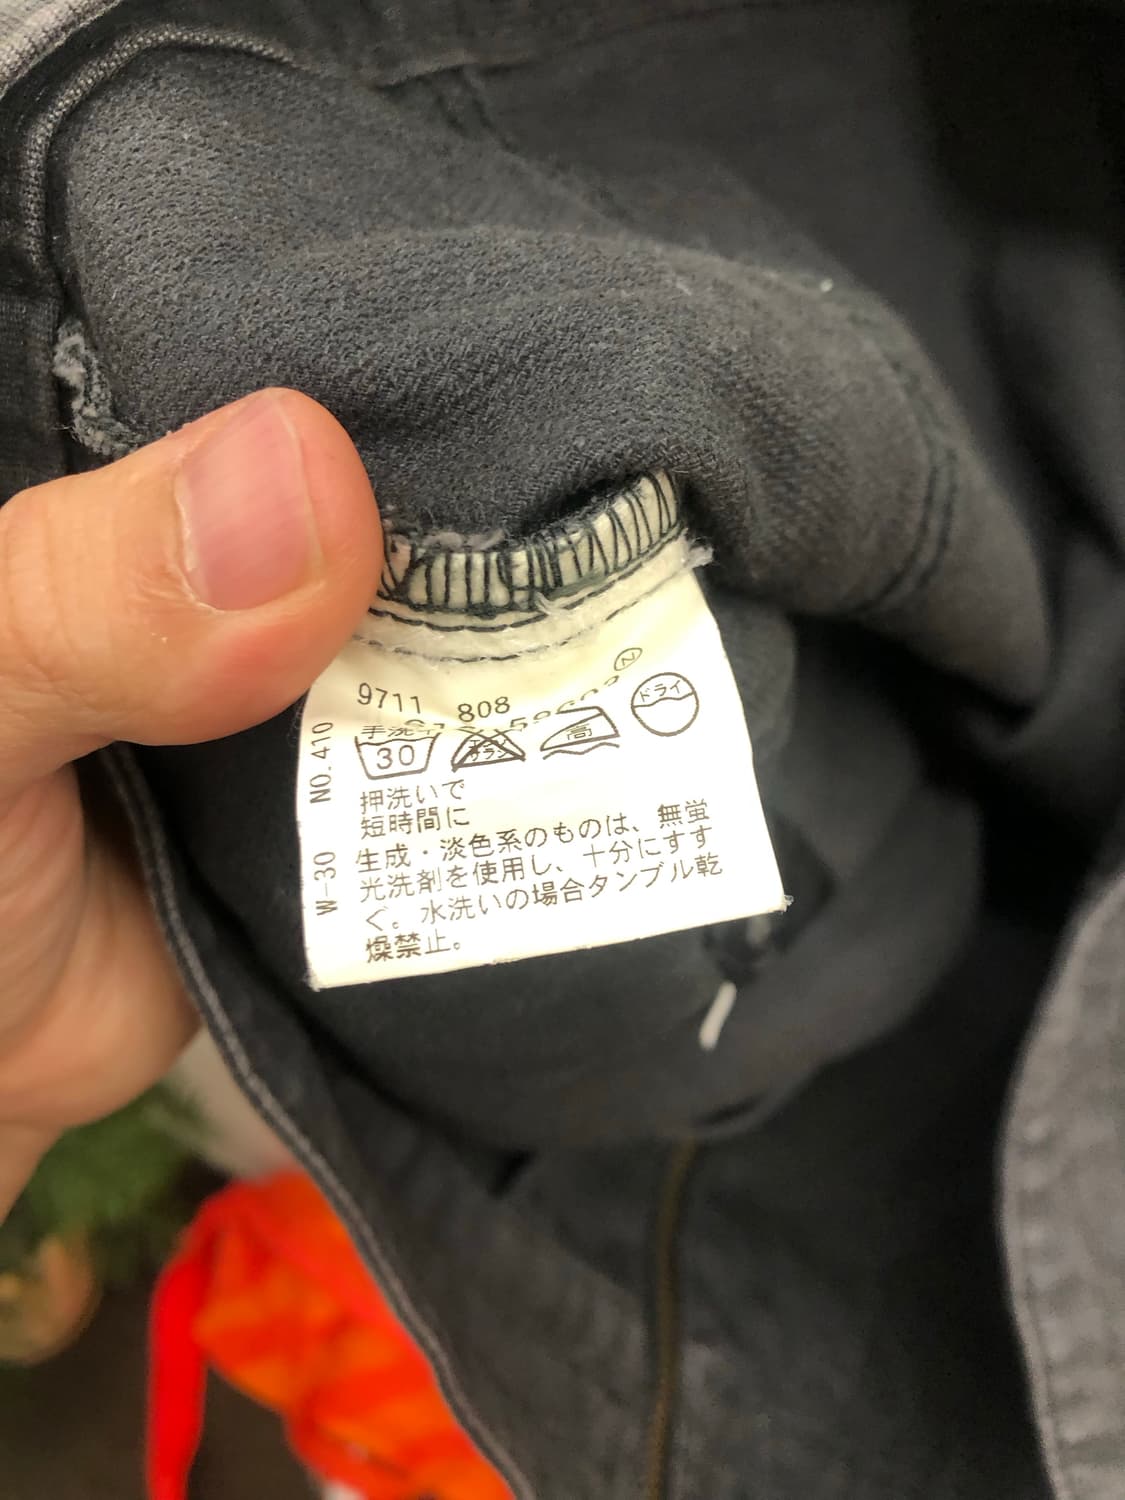 9711 808
N
手洗イ
30
高
ドライ
押洗いで
短時間に
生成・淡色系のものは、無蛍
光洗剤を使用し、十分にすす
ぐ。水洗いの場合タンブル乾
燥禁止。
NO.410
W-30